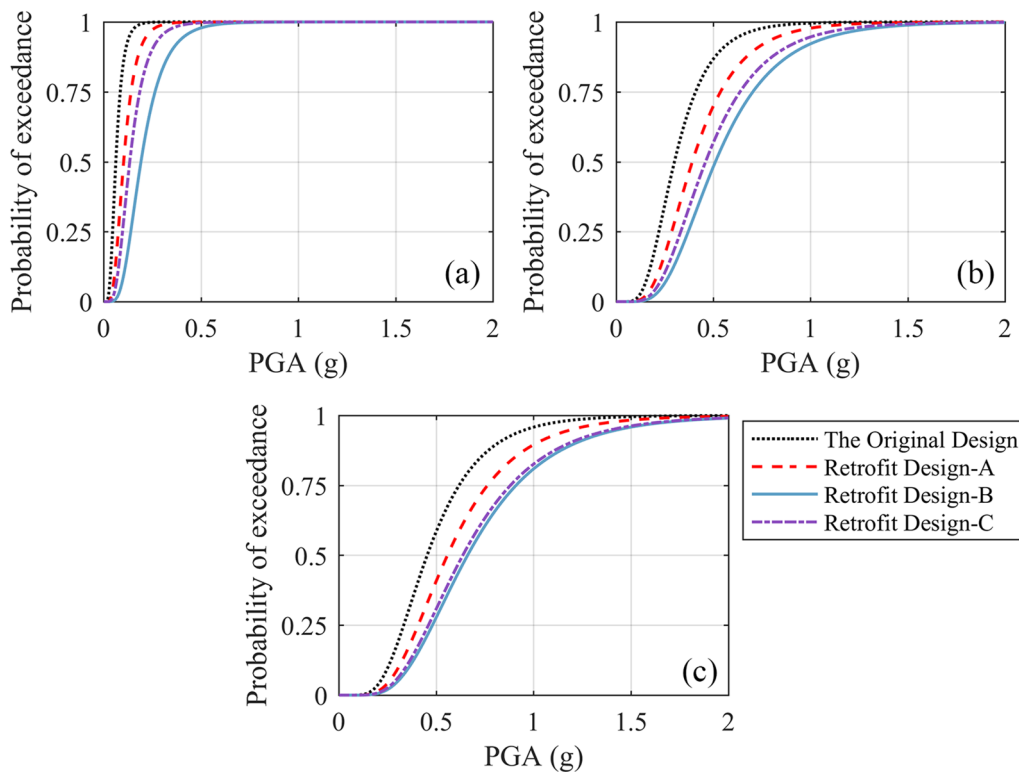 Probability of exceedance
1
0.75
0.5
0.25
0
0
0.5
1
1.5
2
PGA (g)
(a)
Probability of exceedance
1
0.75
0.5
0.25
0
0
0.5
1
1.5
2
PGA (g)
(b)
Probability of exceedance
1
0.75
0.5
0.25
0
0
0.5
1
1.5
2
PGA (g)
(c)
The Original Design
Retrofit Design-A
Retrofit Design-B
Retrofit Design-C